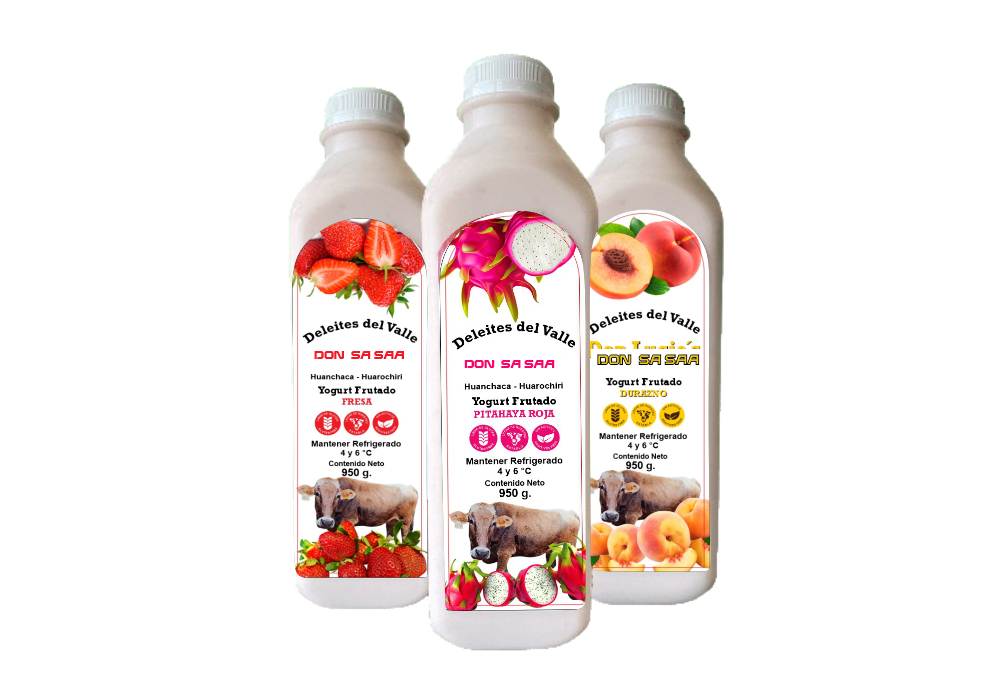 Deleites del Valle
DON SA SAA
Huanchaca - Huarochiri
Yogurt Frutado
FRESA
Mantener Refrigerado
4 y 6 °C
Contenido Neto
950 g.
Deleites del Valle
DON SA SAA
Huanchaca - Huarochiri
Yogurt Frutado
PITAHAYA ROJA
Mantener Refrigerado
4 y 6 °C
Contenido Neto
950 g.
Deleites del Valle
DON SA SAA
Yogurt Frutado
DURAZNO
Mantener Refrigerado
4 y 6 °C
Contenido Neto
950 g.